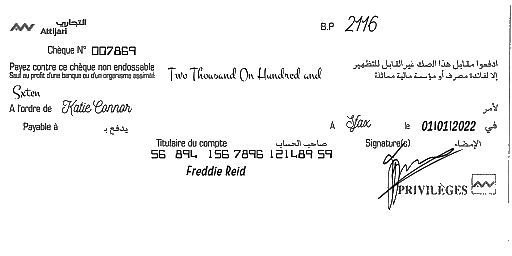 التجاري
Attijari
B.P 2116
Chèque N° 007869
Payez contre ce chèque non endossable
Sauf au profit d'une banque ou d'un organisme assimilé
Two Thousand On Hundred and
ادفعوا مقابل هذا الصك غير القابل للتظهير
إلا لفائدة مصرف أو مؤسسة مالية مماثلة
Sxten
A l'ordre de Katie Connor
لأمر
Payable à يدفع بـ
A Sfax le 01/01/2022 في
Titulaire du compte صاحب الحساب Signature(s) الإمضاء
56 894 156 7896 121489 59
Freddie Reid
PRIVILÈGES